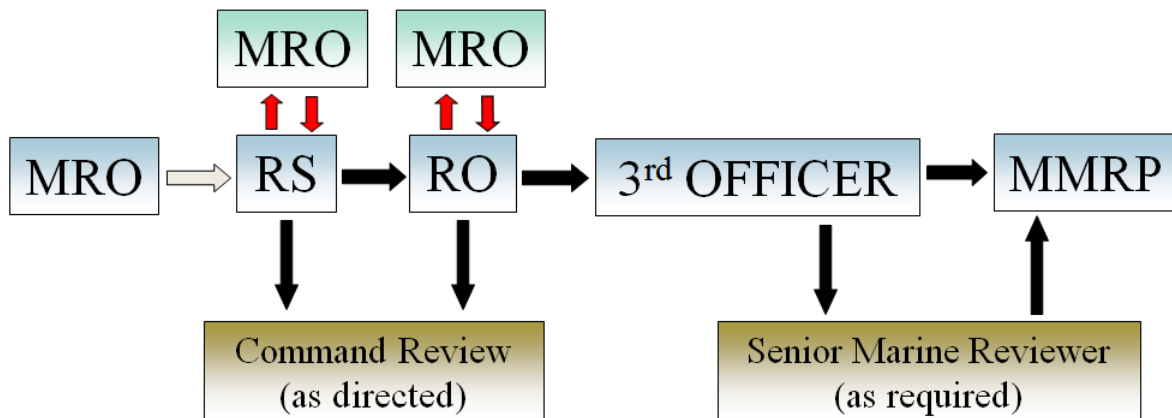 MRO
MRO
MRO
RS
RO
3rd OFFICER
MMRP
Command Review
(as directed)
Senior Marine Reviewer
(as required)